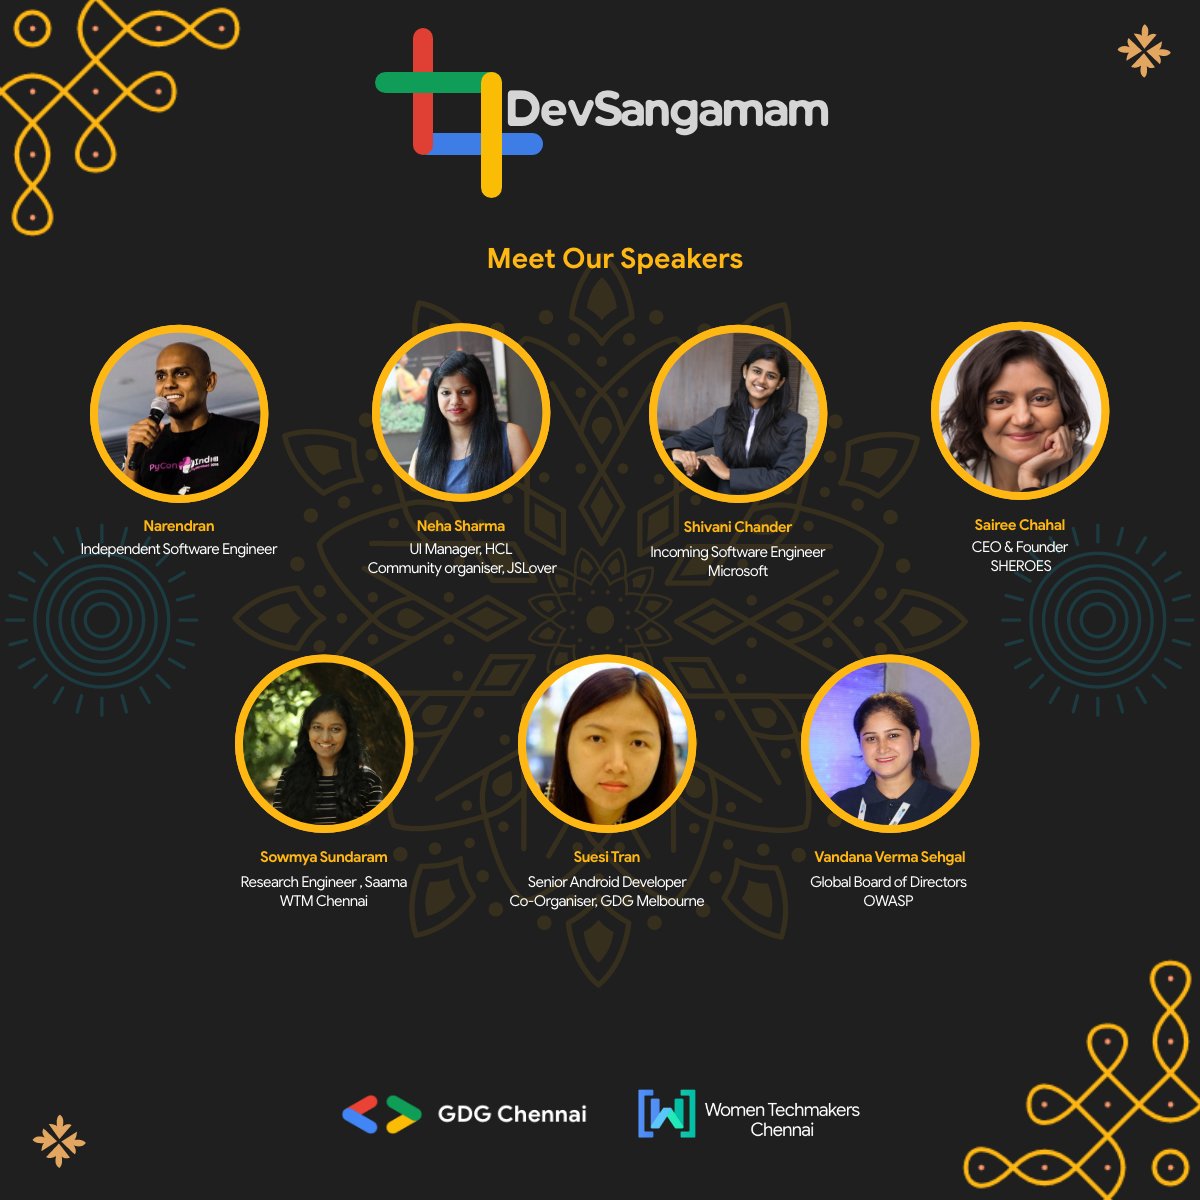 DevSangamam
Meet Our Speakers
PyCon India
Narendran
Independent Software Engineer
Neha Sharma
UI Manager, HCL
Community organiser, JSLover
Shivani Chander
Incoming Software Engineer
Microsoft
Sairee Chahal
CEO & Founder
SHEROES
Sowmya Sundaram
Research Engineer , Saama
WTM Chennai
Suesi Tran
Senior Android Developer
Co-Organiser, GDG Melbourne
Vandana Verma Sehgal
Global Board of Directors
OWASP
GDG Chennai
Women Techmakers
Chennai